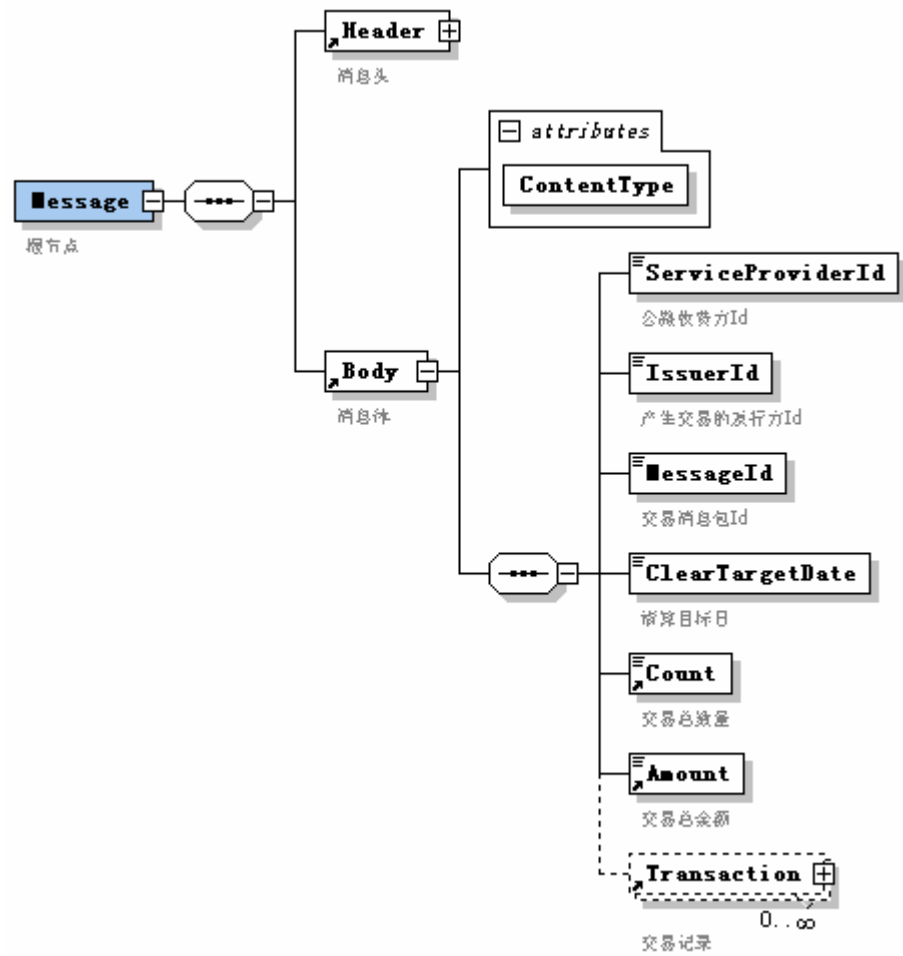 Header
消息头
attributes
ContentType
Message
根节点
ServiceProviderId
公路收费方Id
Body
消息体
IssuerId
产生交易的发行方Id
MessageId
交易消息包Id
ClearTargetDate
清算目标日
Count
交易总数量
Amount
交易总金额
Transaction
0..∞
交易记录